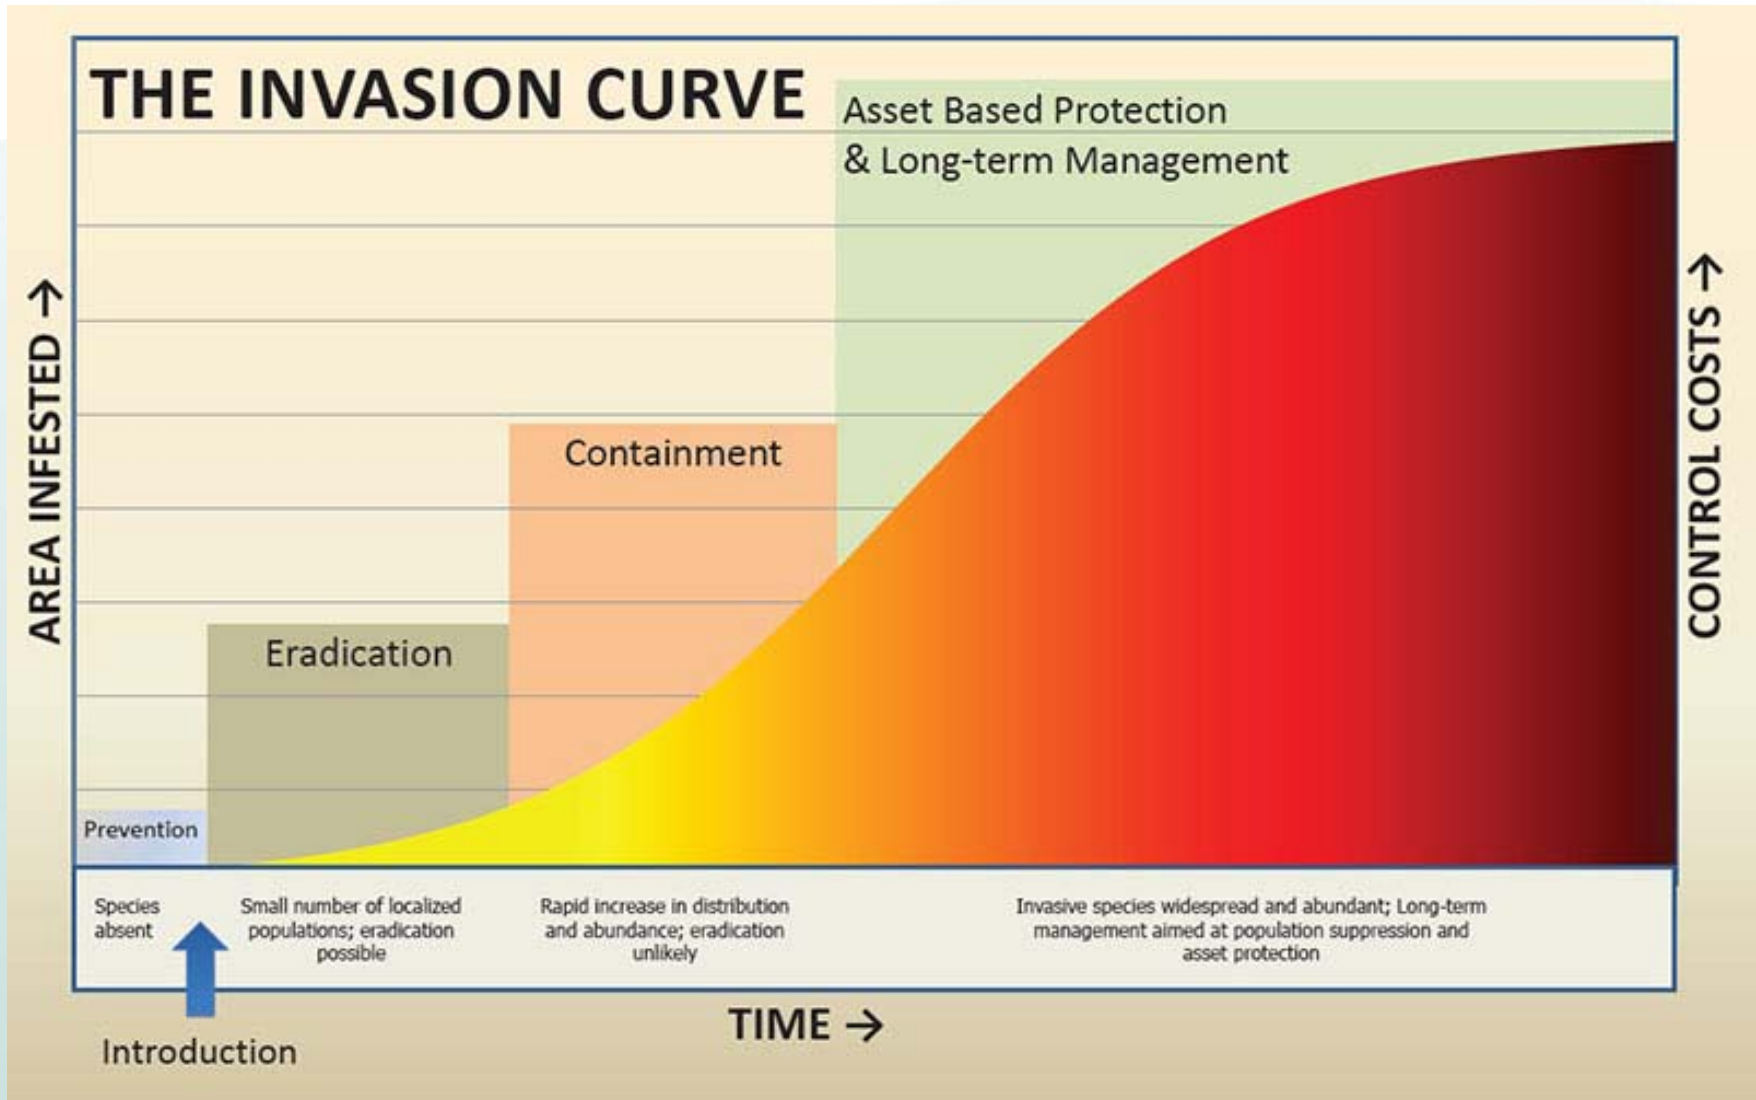 THE INVASION CURVE
Asset Based Protection
& Long-term Management
AREA INFESTED →
CONTROL COSTS →
Containment
Eradication
Prevention
Species
absent
Small number of localized
populations; eradication
possible
Rapid increase in distribution
and abundance; eradication
unlikely
Invasive species widespread and abundant; Long-term
management aimed at population suppression and
asset protection
TIME →
Introduction